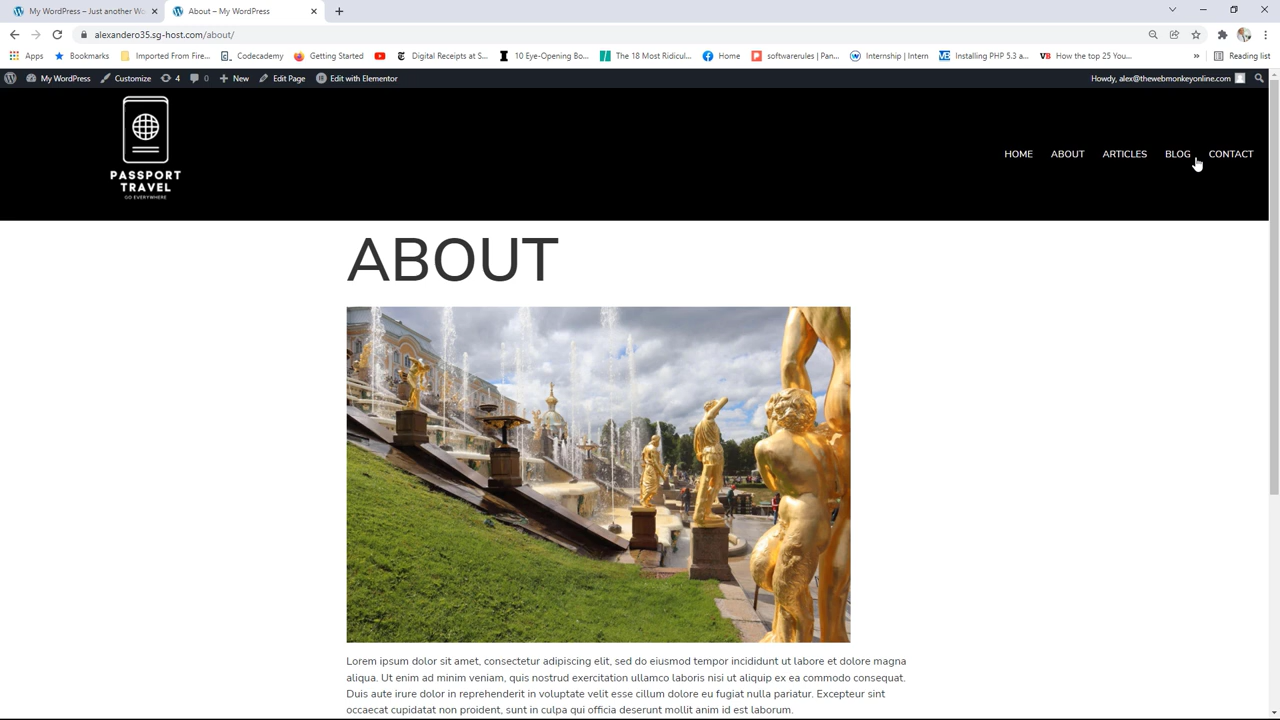 My WordPress – Just another Wo
About – My WordPress
alexandero35.sg-host.com/about/
Apps
Bookmarks
Imported From Fire...
Codecademy
Getting Started
Digital Receipts at S...
10 Eye-Opening Bo...
The 18 Most Ridicul...
Home
softwarerules | Pan...
Internship | Intern
Installing PHP 5.3 a...
How the top 25 You...
Reading list
My WordPress
Customize
4
0
New
Edit Page
Edit with Elementor
Howdy, alex@thewebmonkeyonline.com
PASSPORT
TRAVEL
GO EVERYWHERE
HOME
ABOUT
ARTICLES
BLOG
CONTACT
ABOUT
Lorem ipsum dolor sit amet, consectetur adipiscing elit, sed do eiusmod tempor incididunt ut labore et dolore magna
aliqua. Ut enim ad minim veniam, quis nostrud exercitation ullamco laboris nisi ut aliquip ex ea commodo consequat.
Duis aute irure dolor in reprehenderit in voluptate velit esse cillum dolore eu fugiat nulla pariatur. Excepteur sint
occaecat cupidatat non proident, sunt in culpa qui officia deserunt mollit anim id est laborum.